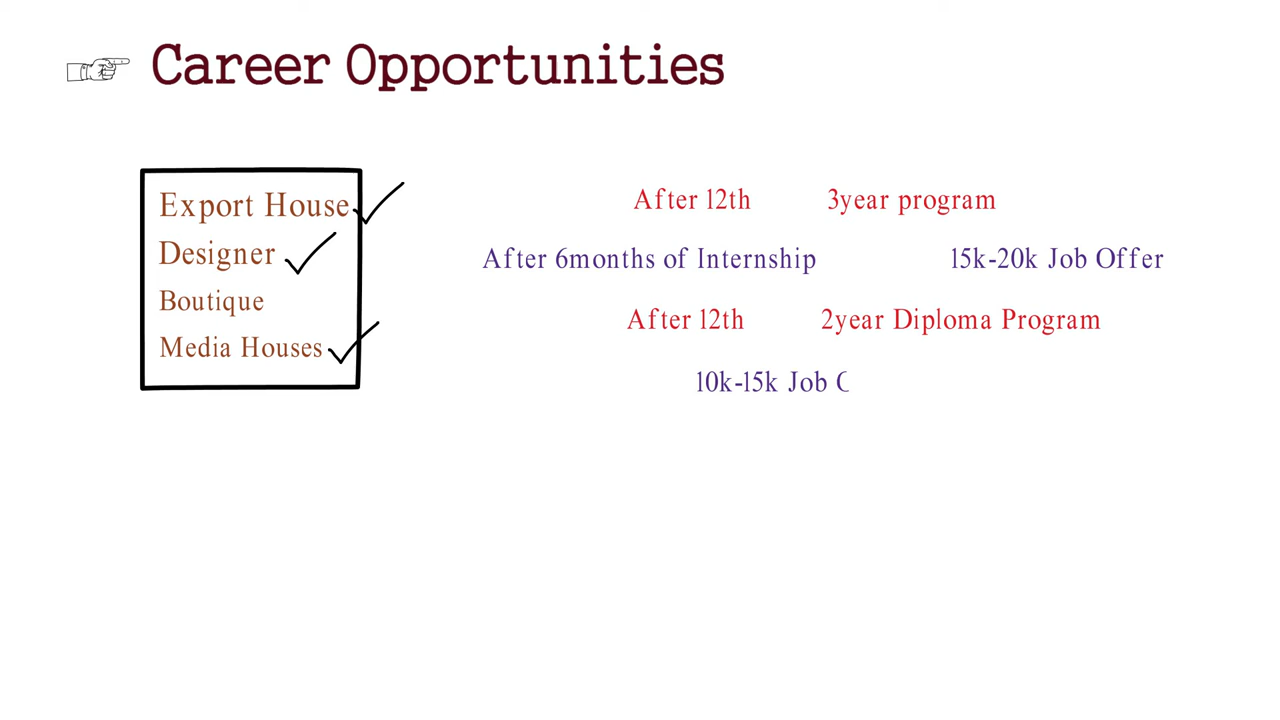 Career Opportunities
Export House
Designer
Boutique
Media Houses
After 12th 3year program
After 6months of Internship 15k-20k Job Offer
After 12th 2year Diploma Program
10k-15k Job